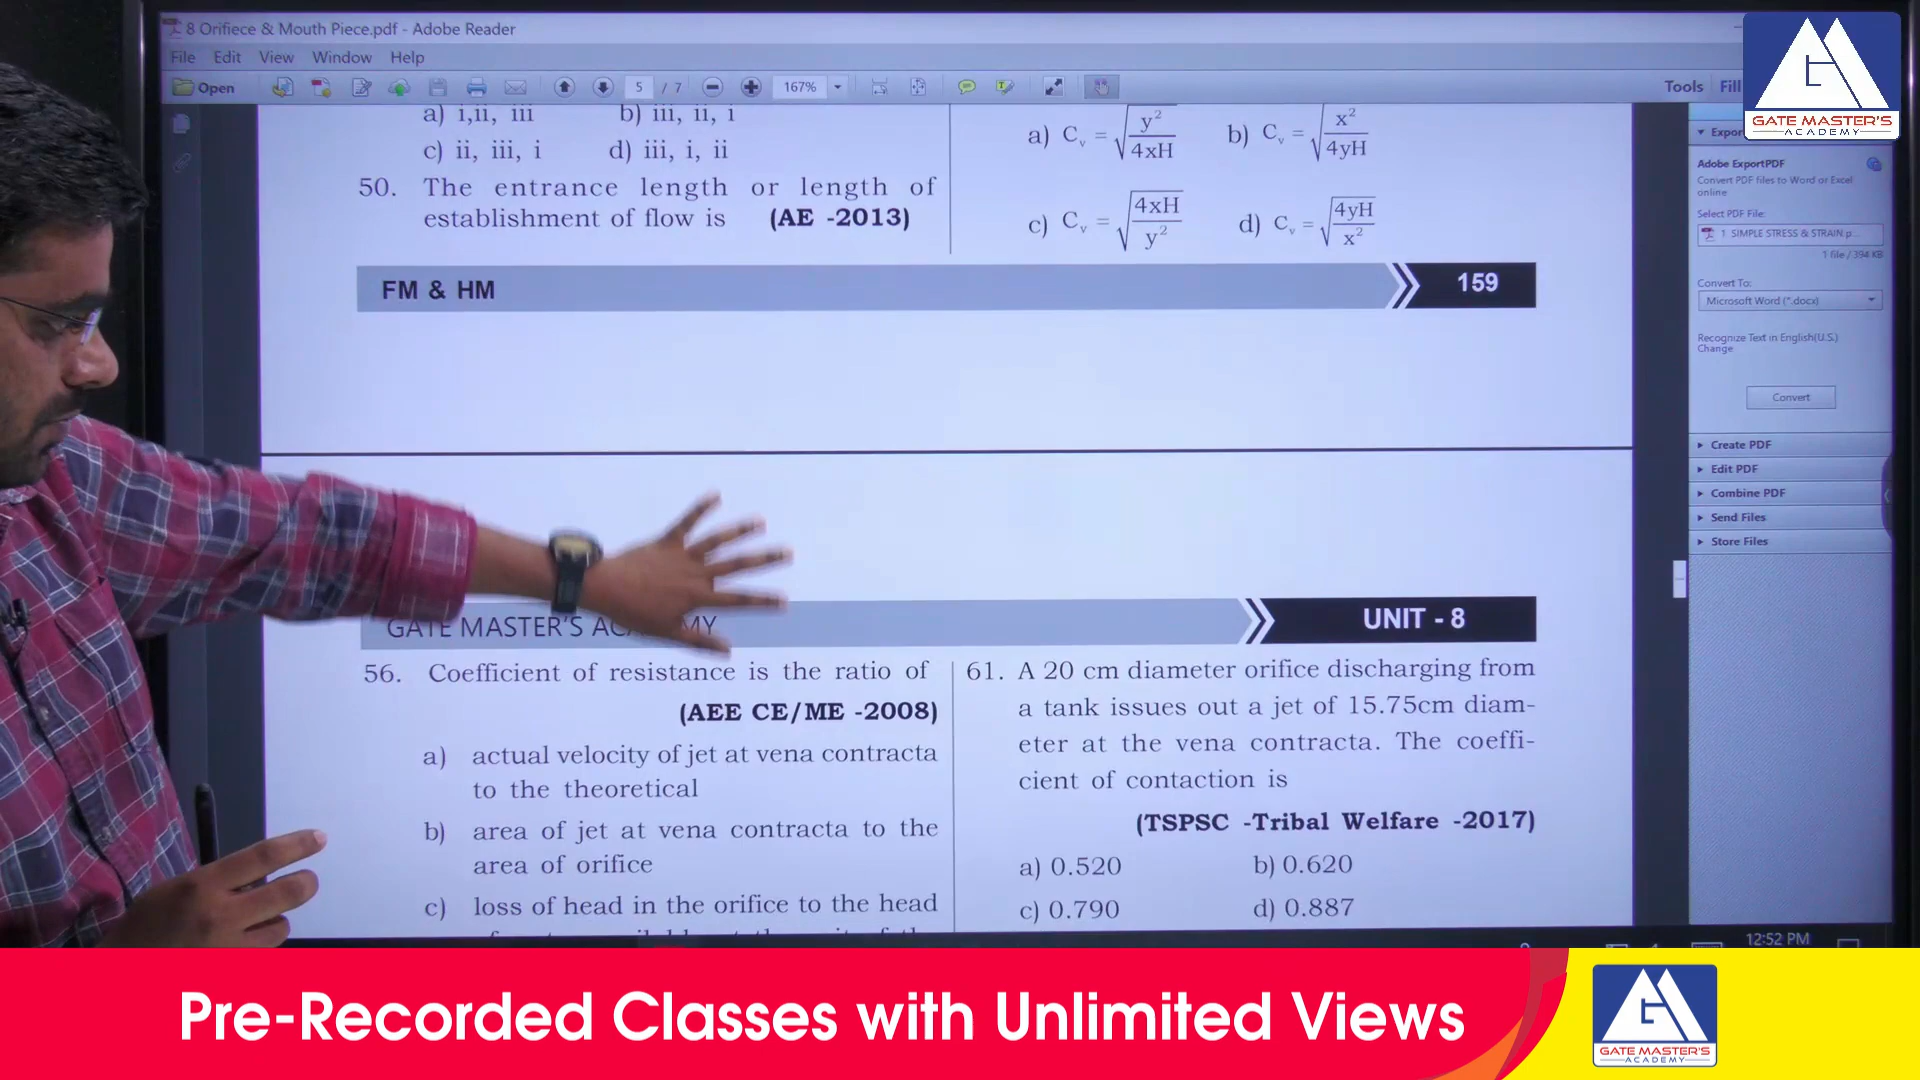 8 Orifiece & Mouth Piece.pdf - Adobe Reader
File Edit View Window Help
Open 5 / 7 167% Tools Fill
a) i,ii, iii b) iii, ii, i
c) ii, iii, i d) iii, i, ii
50. The entrance length or length of
establishment of flow is (AE -2013)
a) Cv = √(y²/4xH) b) Cv = √(x²/4yH)
c) Cv = √(4xH/y²) d) Cv = √(4yH/x²)
FM & HM 159
GATE MASTER'S ACADEMY UNIT - 8
56. Coefficient of resistance is the ratio of
(AEE CE/ME -2008)
a) actual velocity of jet at vena contracta
to the theoretical
b) area of jet at vena contracta to the
area of orifice
c) loss of head in the orifice to the head
61. A 20 cm diameter orifice discharging from
a tank issues out a jet of 15.75cm diam-
eter at the vena contracta. The coeffi-
cient of contaction is
(TSPSC -Tribal Welfare -2017)
a) 0.520 b) 0.620
c) 0.790 d) 0.887
Adobe ExportPDF
Convert PDF files to Word or Excel
online
Select PDF File:
1 SIMPLE STRESS & STRAIN p...
1 file / 394 KB
Convert To:
Microsoft Word (*.docx)
Recognize Text in English(U.S.)
Change
Convert
Create PDF
Edit PDF
Combine PDF
Send Files
Store Files
12:52 PM
GATE MASTER'S
ACADEMY
Pre-Recorded Classes with Unlimited Views
GATE MASTER'S
ACADEMY